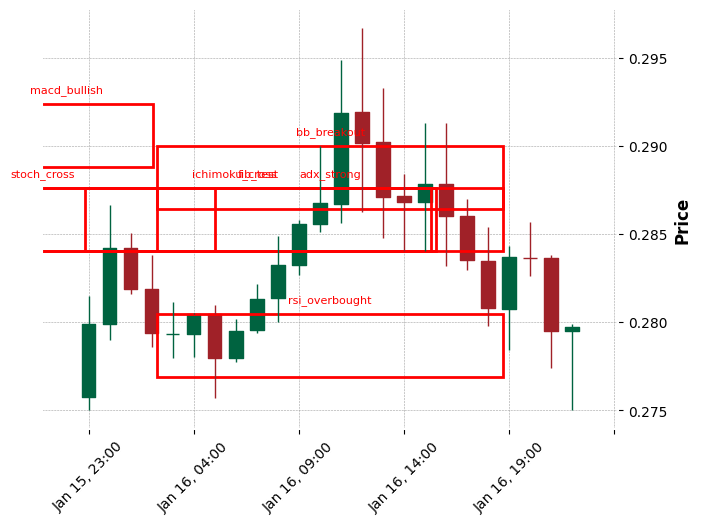 macd_bullish
bb_breakout
stoch_cross
ichimoku_cross
fib_test
adx_strong
rsi_overbought
0.295
0.290
0.285
0.280
0.275
Price
Jan 15, 23:00
Jan 16, 04:00
Jan 16, 09:00
Jan 16, 14:00
Jan 16, 19:00